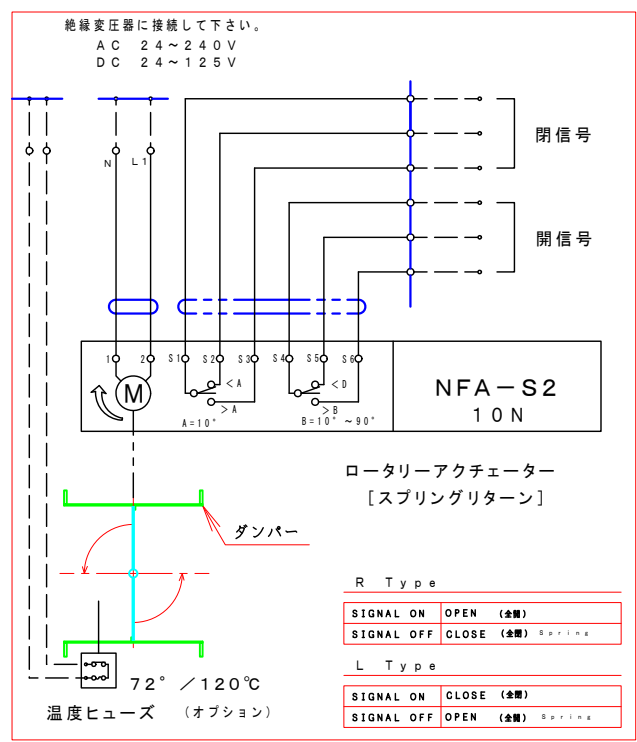 絶縁変圧器に接続して下さい。
AC 24～240V
DC 24～125V
閉信号
開信号
N L1
1 2 S1 S2 S3 S4 S5 S6
M
<A
>A
A=10°
<D
>B
B=10° ～90°
NFA－S2
10N
ロータリーアクチェーター
[スプリングリターン]
ダンパー
R Type
SIGNAL ON OPEN (全開)
SIGNAL OFF CLOSE (全閉) Spring
L Type
SIGNAL ON CLOSE (全閉)
SIGNAL OFF OPEN (全開) Spring
72° ／120℃
温度ヒューズ (オプション)